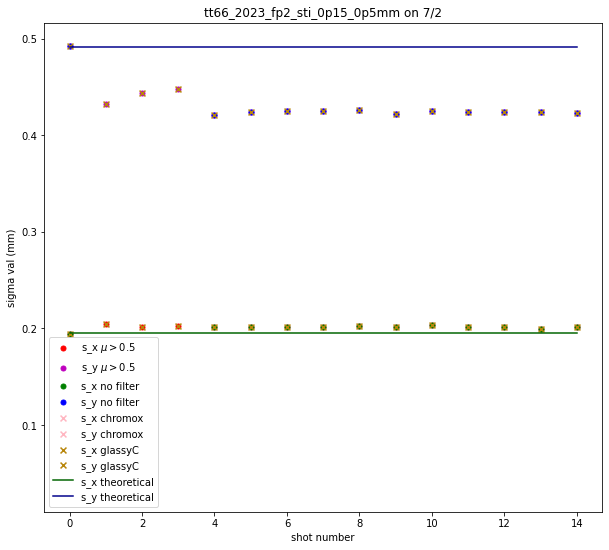 tt66_2023_fp2_sti_0p15_0p5mm on 7/2
sigma val (mm)
0.5
0.4
0.3
0.2
0.1
s_x μ > 0.5
s_y μ > 0.5
s_x no filter
s_y no filter
s_x chromox
s_y chromox
s_x glassyC
s_y glassyC
s_x theoretical
s_y theoretical
0 2 4 6 8 10 12 14
shot number